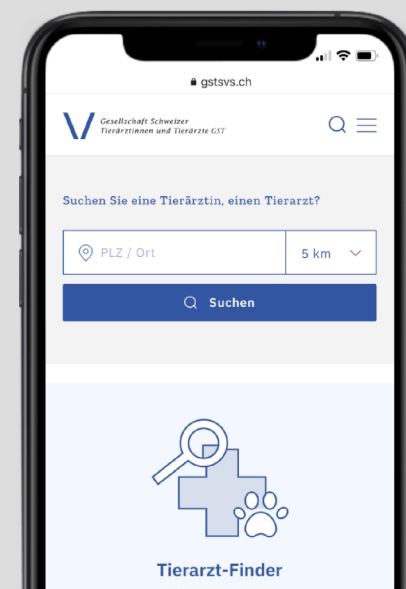 gstsvs.ch
Gesellschaft Schweizer
Tierärztinnen und Tierärzte GST
Suchen Sie eine Tierärztin, einen Tierarzt?
PLZ / Ort
5 km
Suchen
Tierarzt-Finder